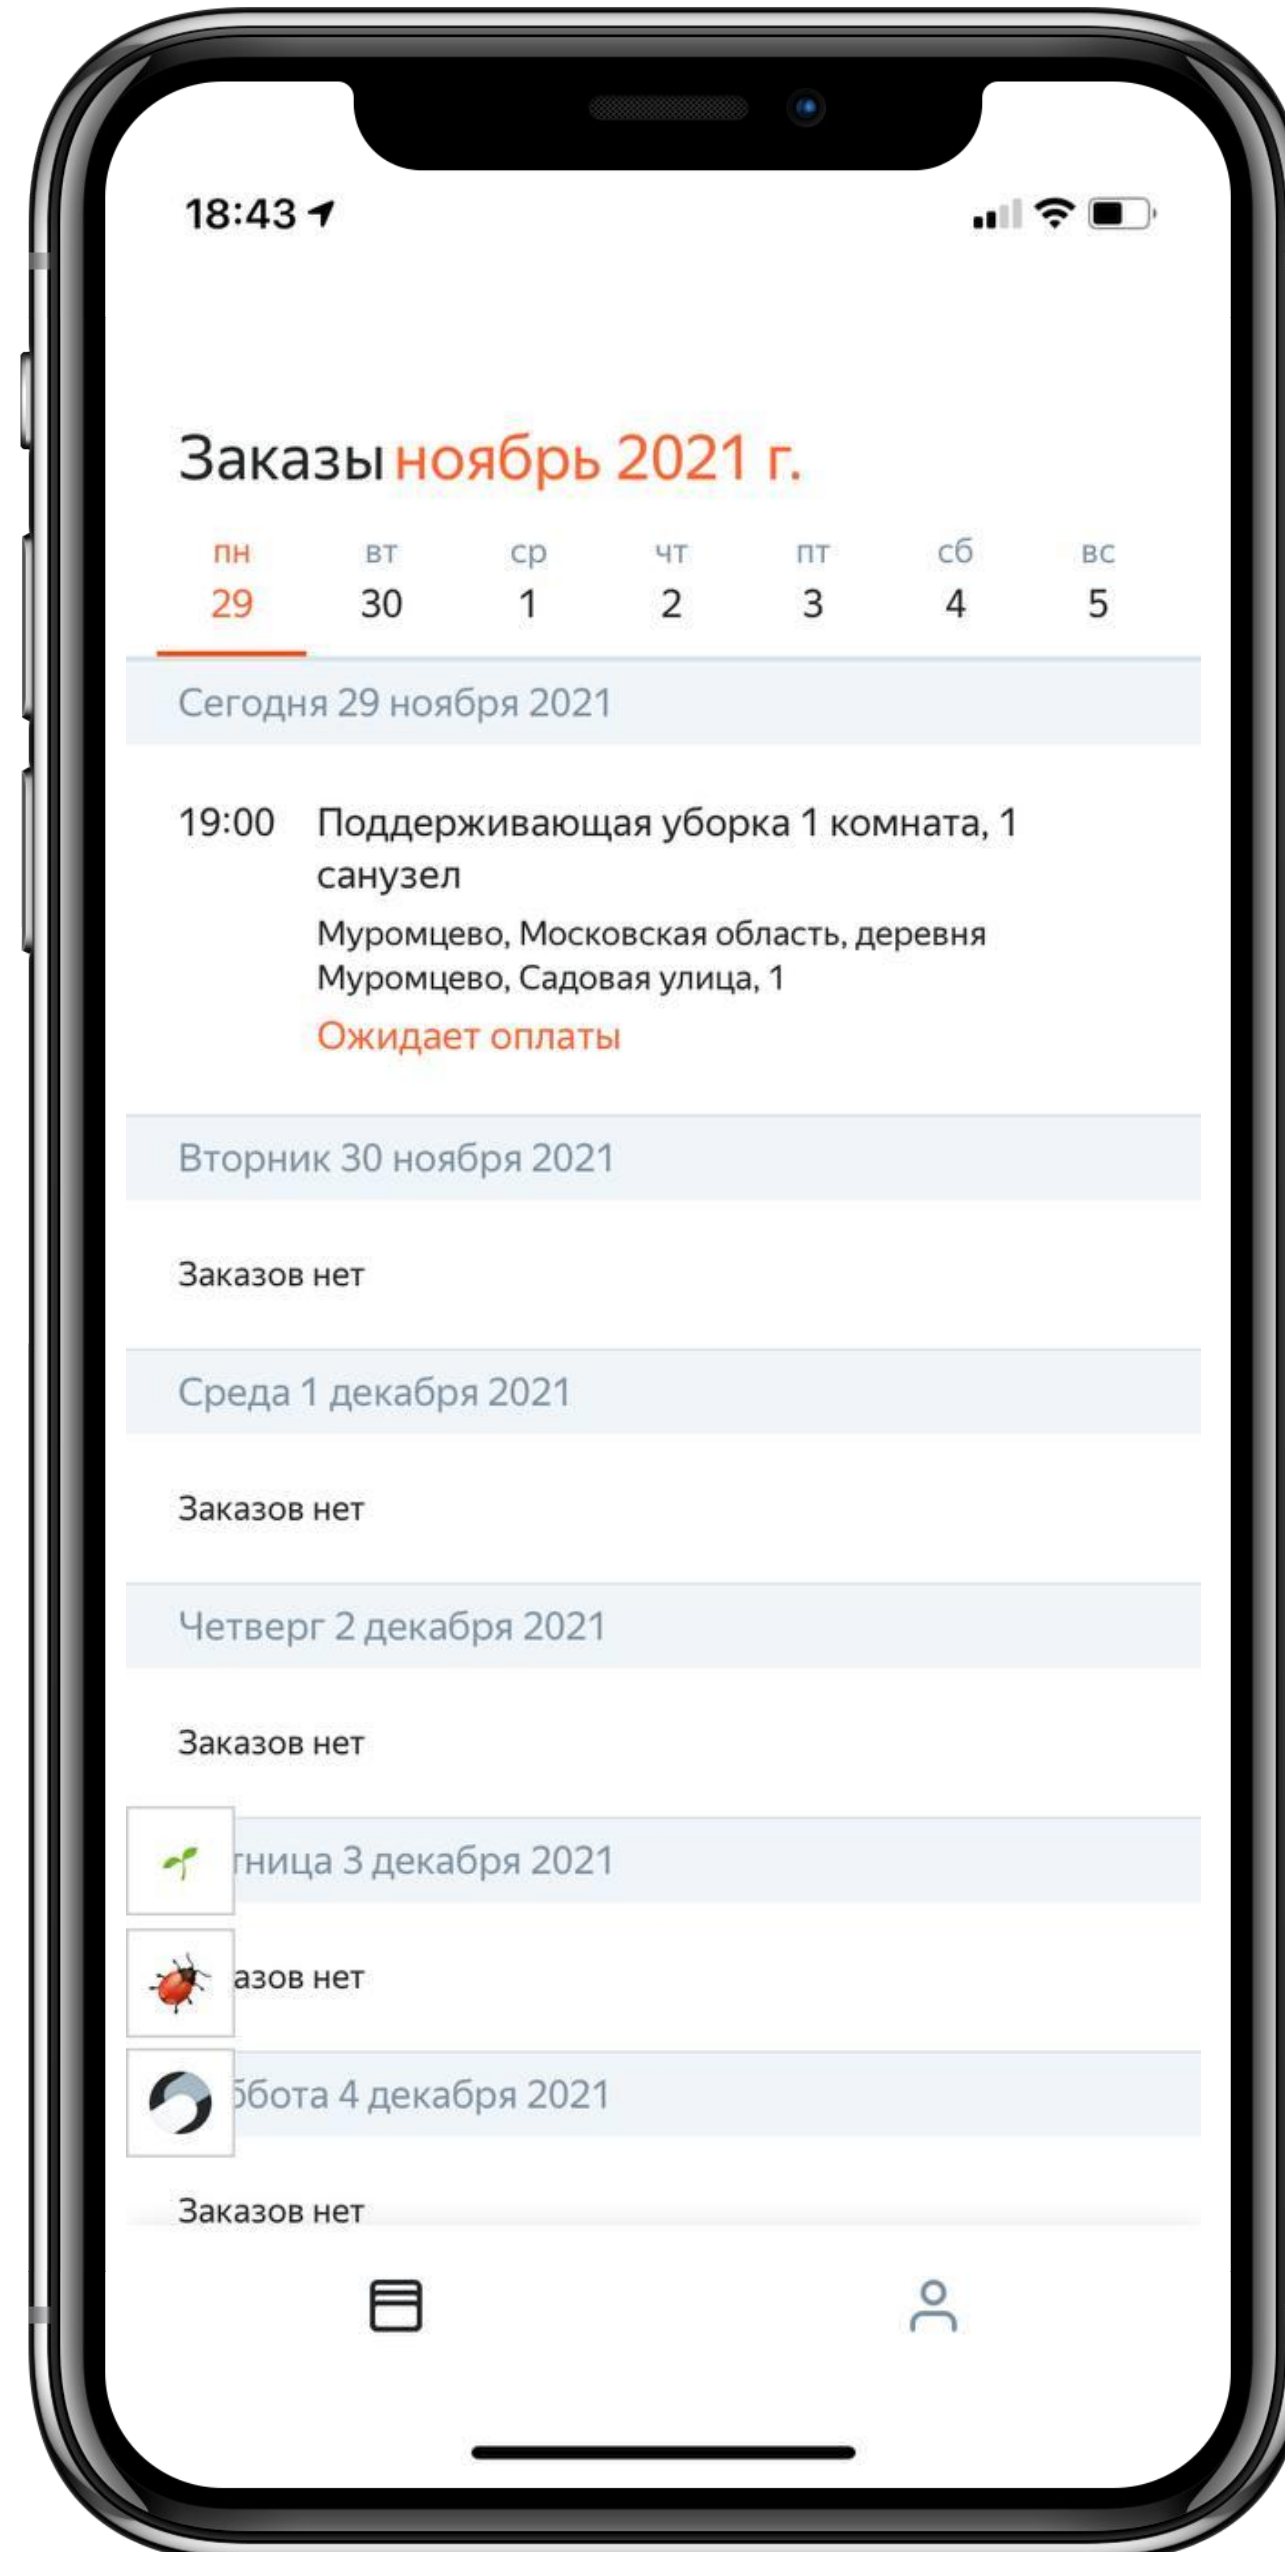 18:43
Заказы ноябрь 2021 г.
пн вт ср чт пт сб вс
29 30 1 2 3 4 5
Сегодня 29 ноября 2021
19:00 Поддерживающая уборка 1 комната, 1
санузел
Муромцево, Московская область, деревня
Муромцево, Садовая улица, 1
Ожидает оплаты
Вторник 30 ноября 2021
Заказов нет
Среда 1 декабря 2021
Заказов нет
Четверг 2 декабря 2021
Заказов нет
тница 3 декабря 2021
азов нет
ббота 4 декабря 2021
Заказов нет